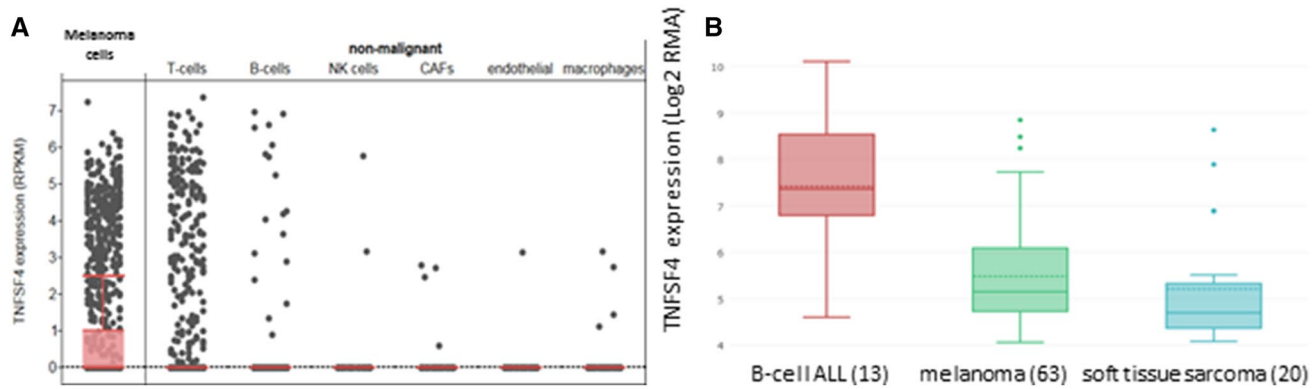 A
Melanoma
cells
non-malignant
T-cells B-cells NK cells CAFs endothelial macrophages
TNFSF4 expression (RPKM)
7
6
5
4
3
2
1
0
B
TNFSF4 expression (Log2 RMA)
10
9
8
7
6
5
4
B-cell ALL (13) melanoma (63) soft tissue sarcoma (20)